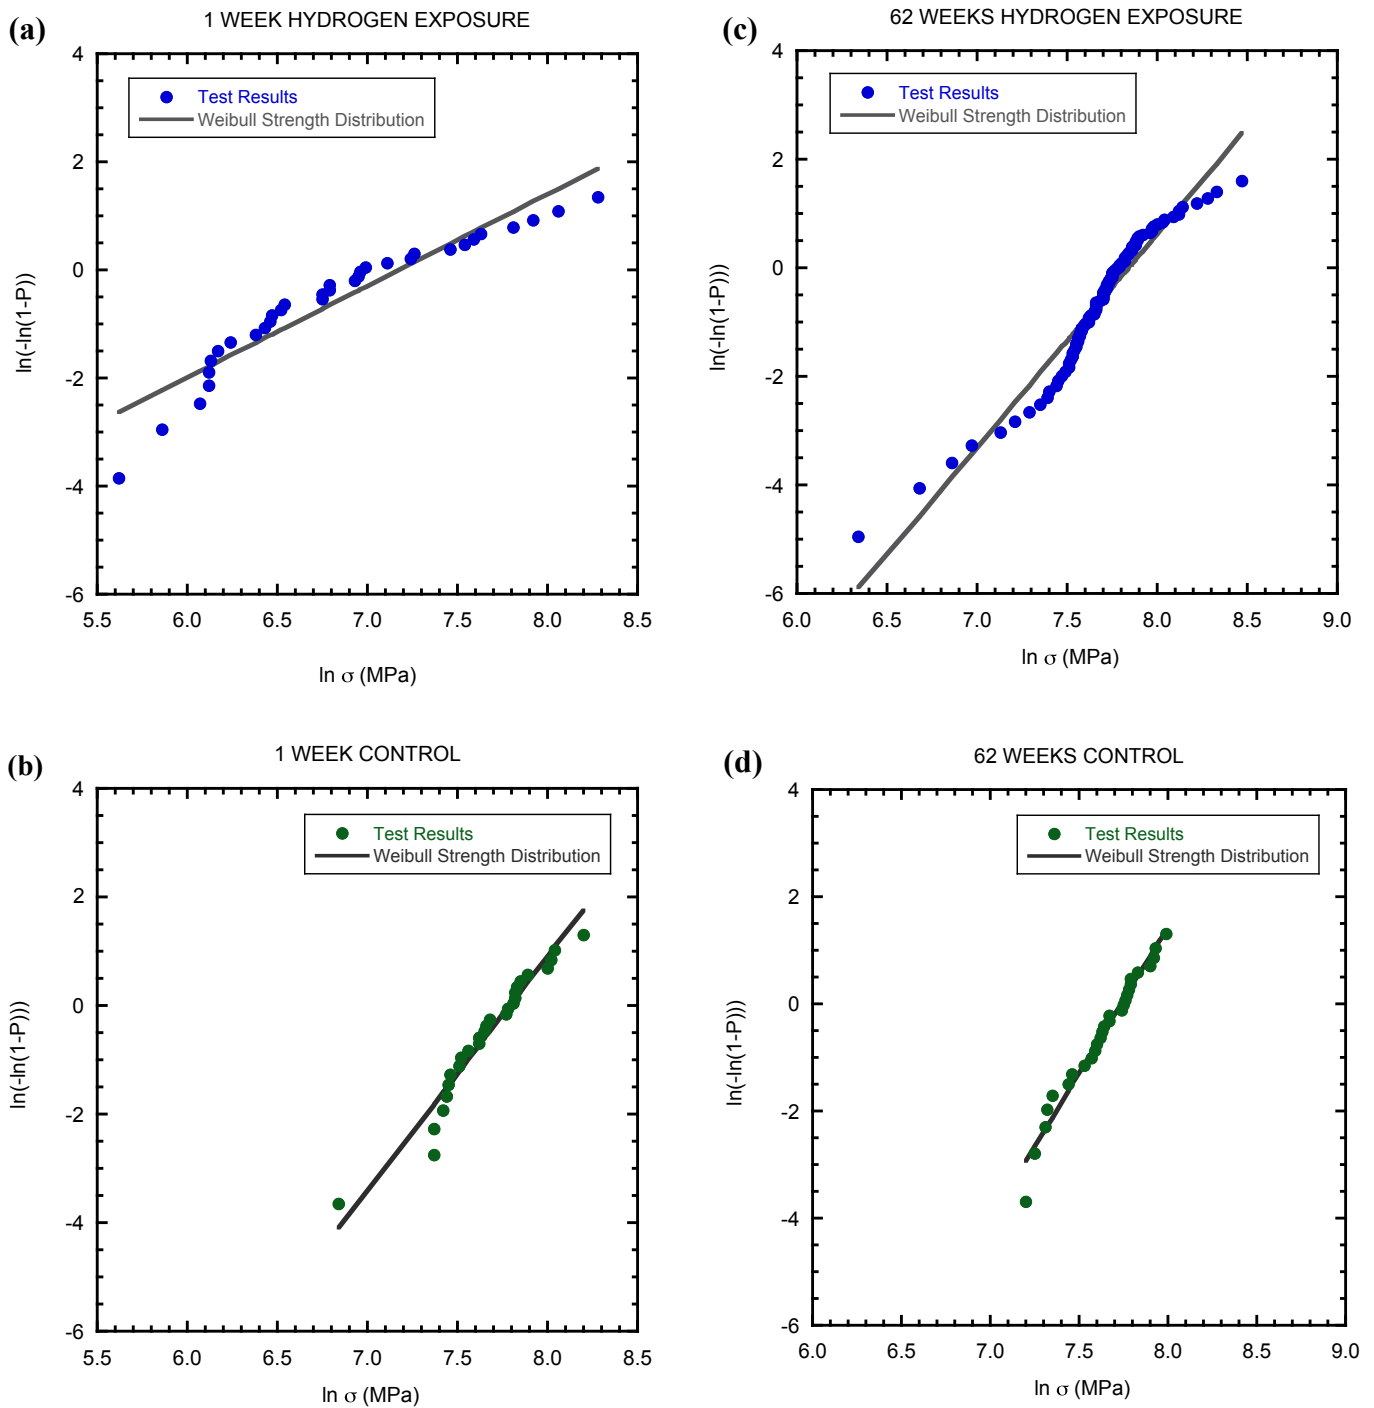 (a)
1 WEEK HYDROGEN EXPOSURE
Test Results
Weibull Strength Distribution
4
2
0
-2
-4
-6
ln(-ln(1-P))
5.5 6.0 6.5 7.0 7.5 8.0 8.5
ln σ (MPa)
(c)
62 WEEKS HYDROGEN EXPOSURE
Test Results
Weibull Strength Distribution
4
2
0
-2
-4
-6
ln(-ln(1-P)))
6.0 6.5 7.0 7.5 8.0 8.5 9.0
ln σ (MPa)
(b)
1 WEEK CONTROL
Test Results
Weibull Strength Distribution
4
2
0
-2
-4
-6
ln(-ln(1-P)))
5.5 6.0 6.5 7.0 7.5 8.0 8.5
ln σ (MPa)
(d)
62 WEEKS CONTROL
Test Results
Weibull Strength Distribution
4
2
0
-2
-4
-6
ln(-ln(1-P)))
6.0 6.5 7.0 7.5 8.0 8.5 9.0
ln σ (MPa)